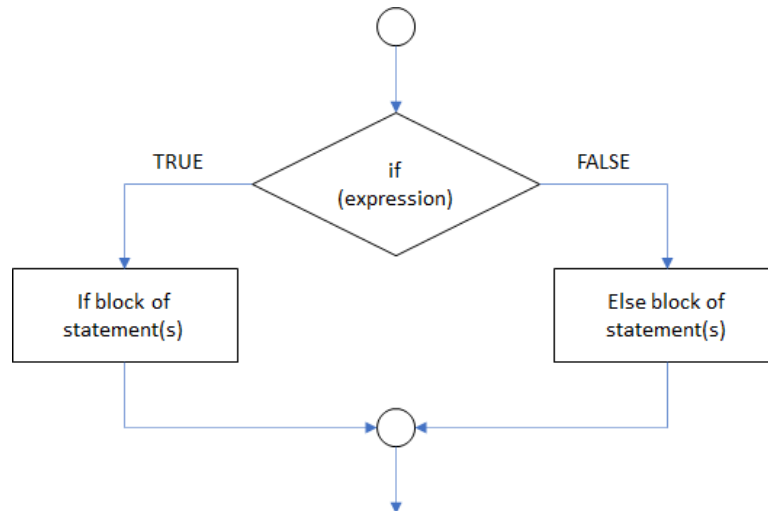 TRUE
if
(expression)
FALSE
If block of
statement(s)
Else block of
statement(s)